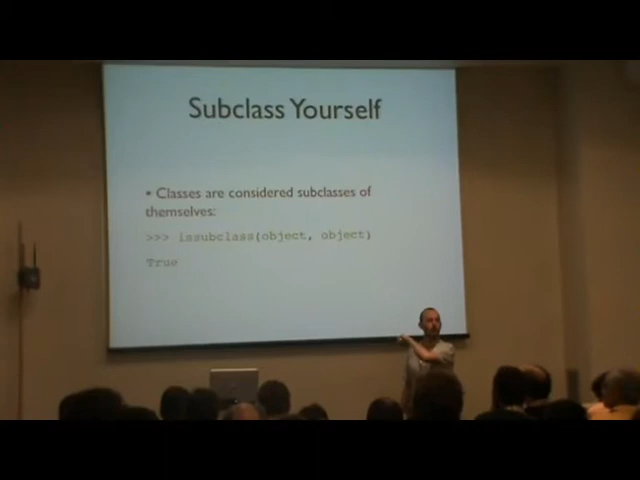 Subclass Yourself
• Classes are considered subclasses of
themselves:
>>> issubclass(object, object)
True